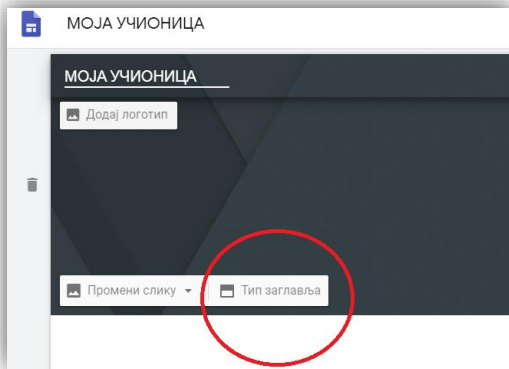 МОЈА УЧИОНИЦА
МОЈА УЧИОНИЦА
Додај логотип
Промени слику
Тип заглавља